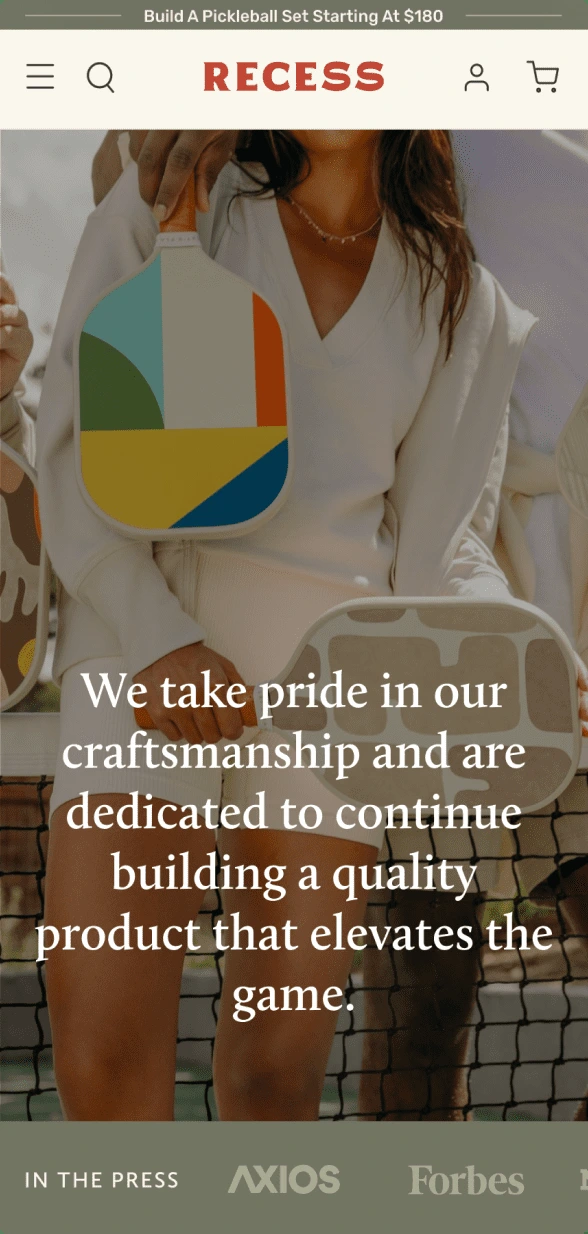 Build A Pickleball Set Starting At $180
RECESS
We take pride in our
craftsmanship and are
dedicated to continue
building a quality
product that elevates the
game.
IN THE PRESS AXIOS Forbes